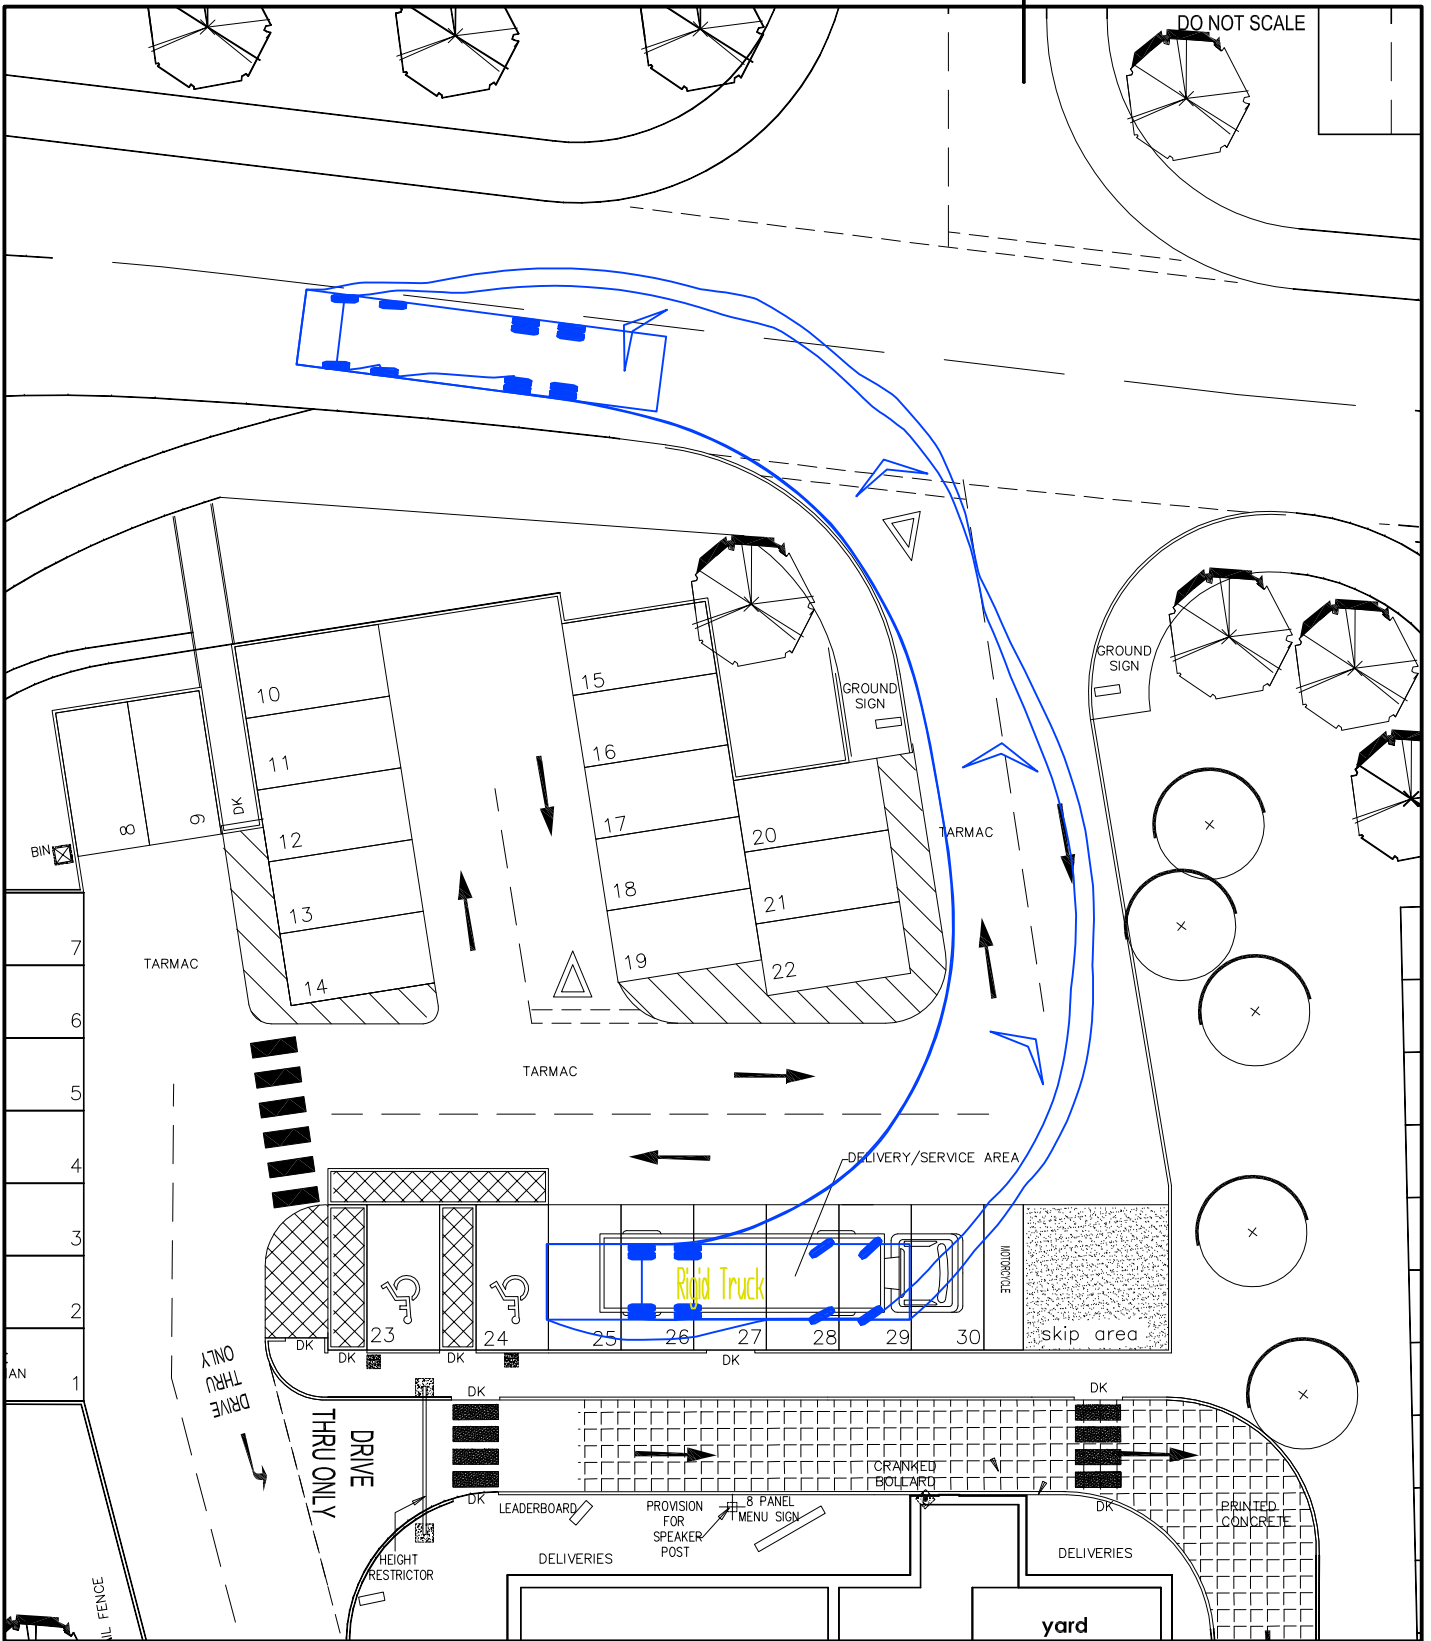 DO NOT SCALE
GROUND
SIGN
GROUND
SIGN
10
11
12
13
14
15
16
17
18
19
20
21
22
8
9
DK
BIN
TARMAC
TARMAC
TARMAC
7
6
5
4
3
2
1
DELIVERY/SERVICE AREA
Rigid Truck
MOTORCYCLE
skip area
23
24
25
26
27
28
29
30
DK
DK
DK
DK
DRIVE
THRU
ONLY
DRIVE
THRU ONLY
DK
DK
DK
DK
CRANKED
BOLLARD
LEADERBOARD
PROVISION
FOR
SPEAKER
POST
8 PANEL
MENU SIGN
PRINTED
CONCRETE
HEIGHT
RESTRICTOR
DELIVERIES
DELIVERIES
FENCE
yard